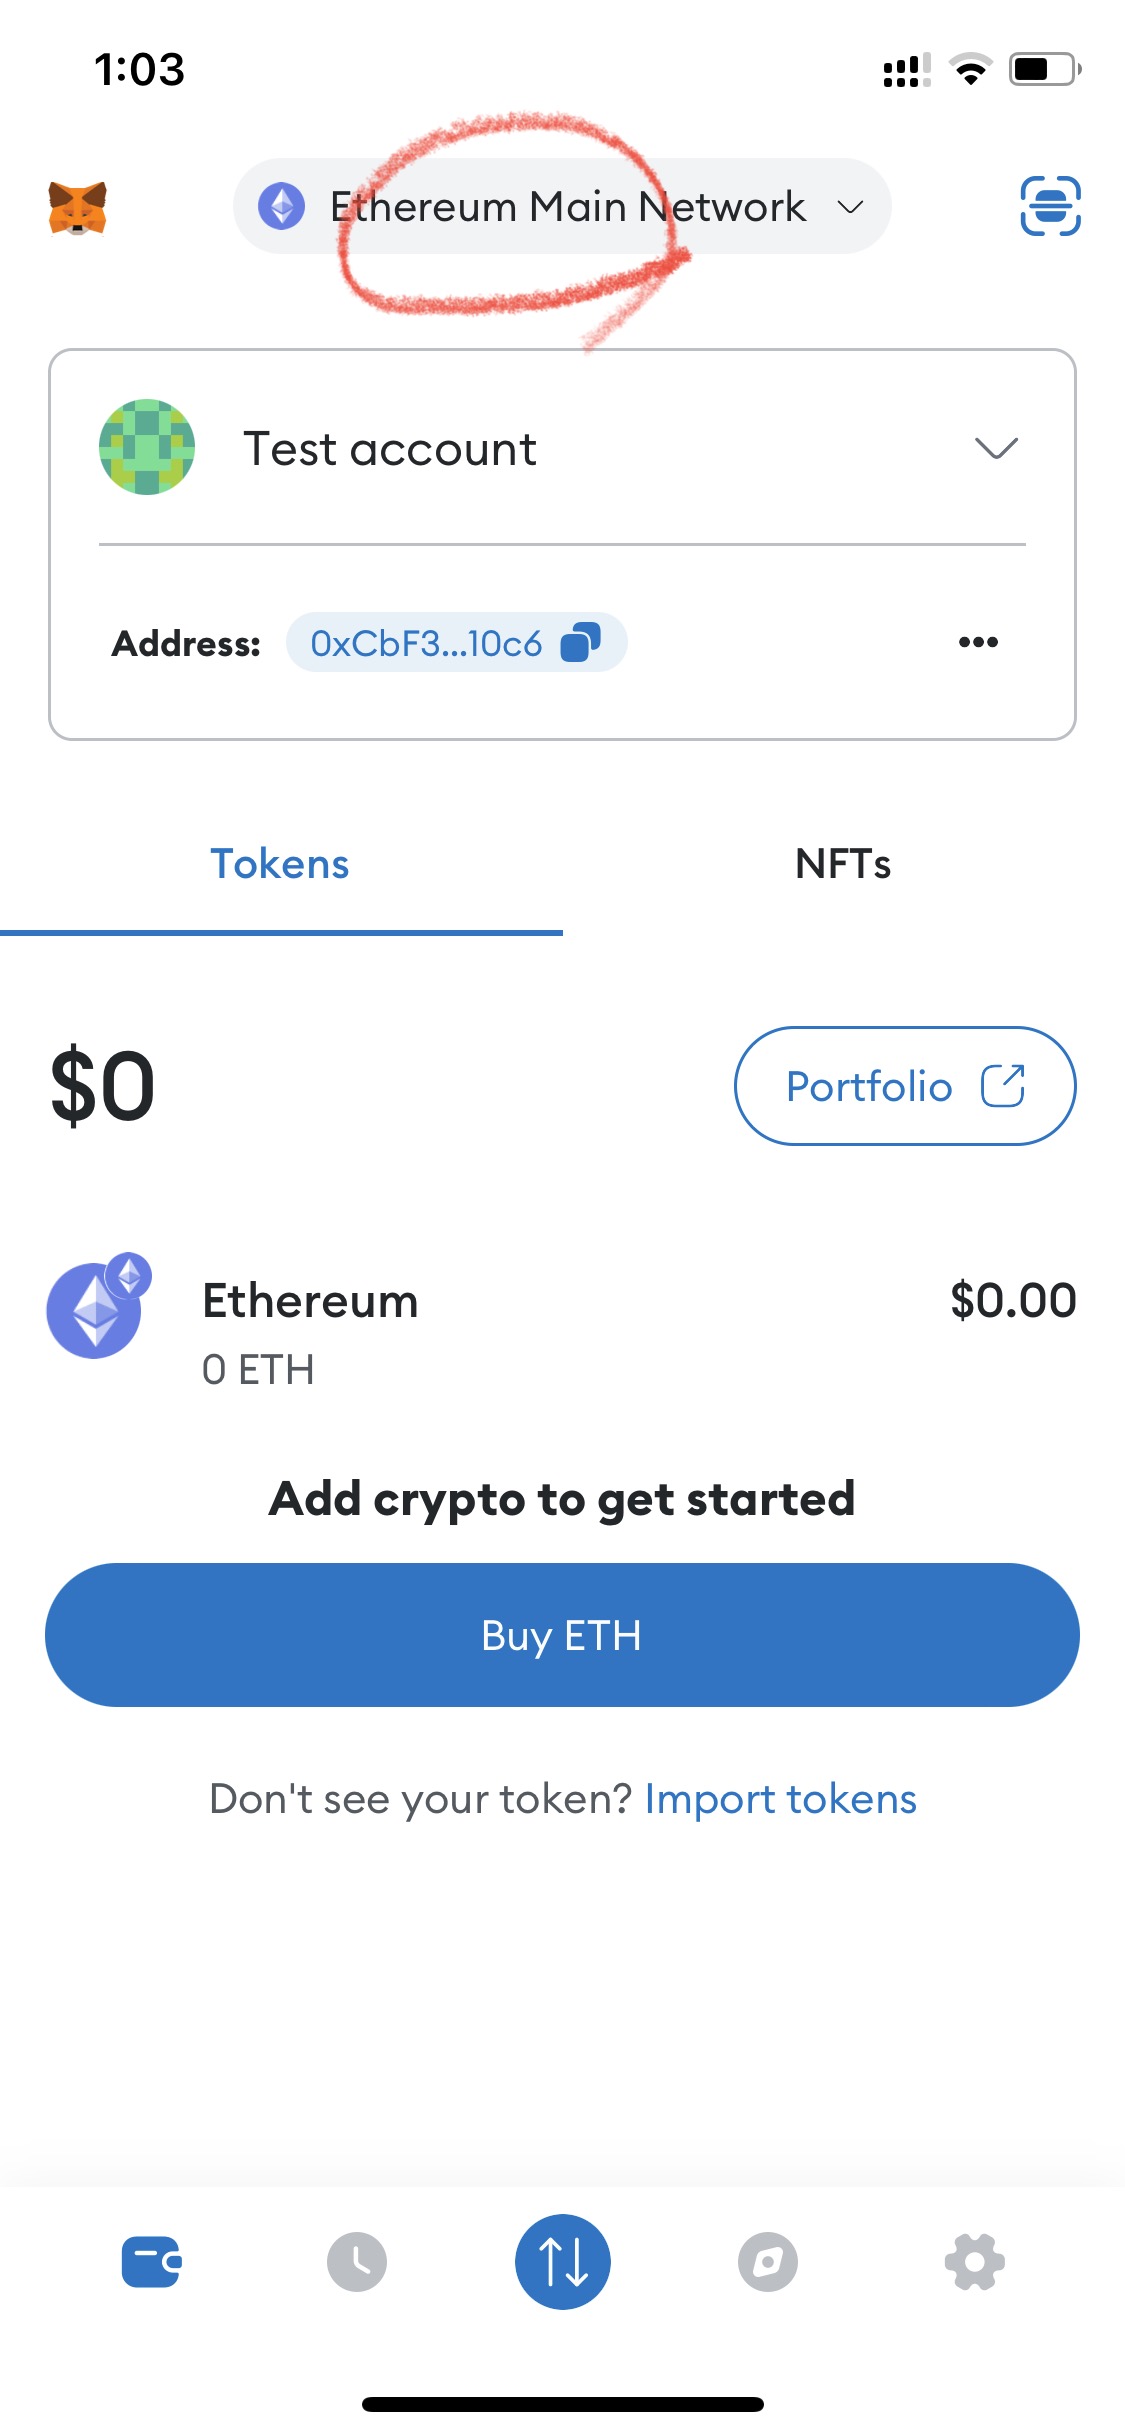 1:03
Ethereum Main Network
Test account
Address: 0xCbF3...10c6
Tokens NFTs
$0 Portfolio
Ethereum $0.00
0 ETH
Add crypto to get started
Buy ETH
Don't see your token? Import tokens